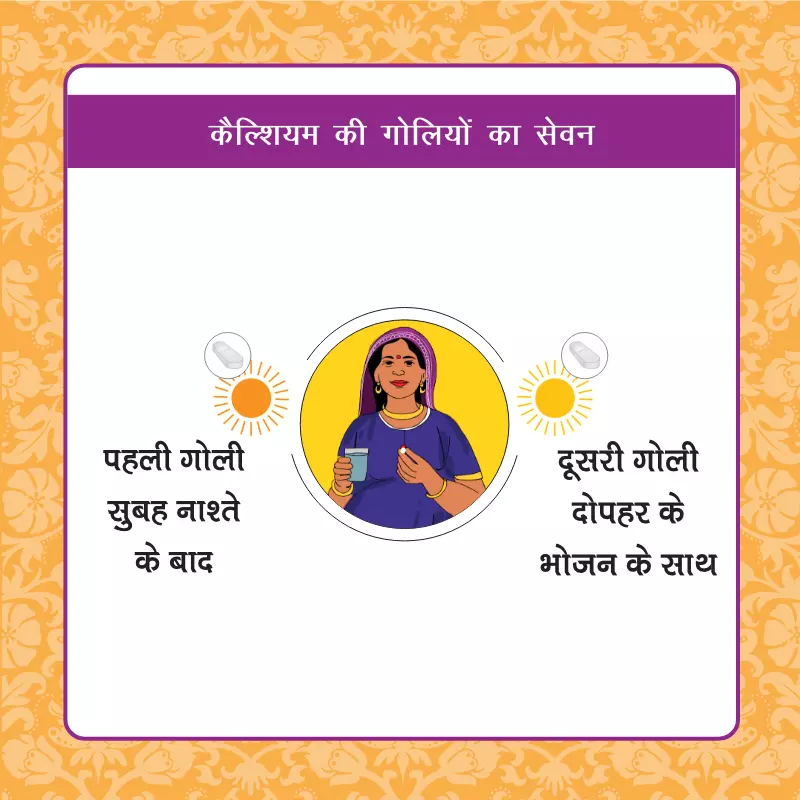 कैल्शियम की गोलियों का सेवन
पहली गोली
सुबह नाश्ते
के बाद
दूसरी गोली
दोपहर के
भोजन के साथ